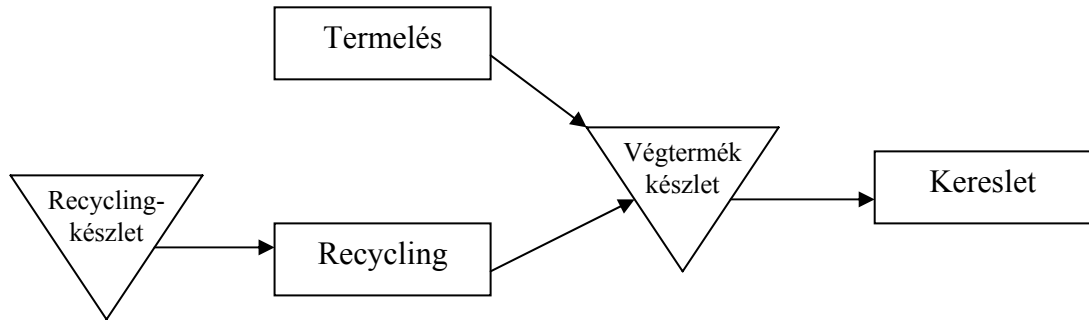 Termelés
Végtermék
készlet
Kereslet
Recycling-
készlet
Recycling